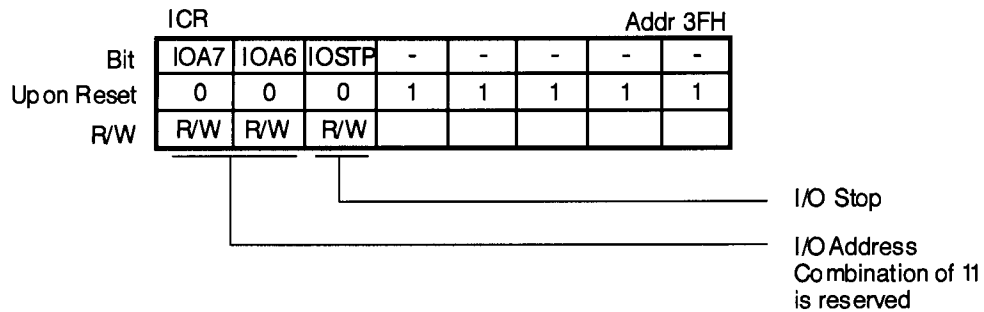 ICR Addr 3FH
Bit IOA7 IOA6 IOSTP - - - - -
Upon Reset 0 0 0 1 1 1 1 1
R/W R/W R/W R/W
I/O Stop
I/O Address
Combination of 11
is reserved